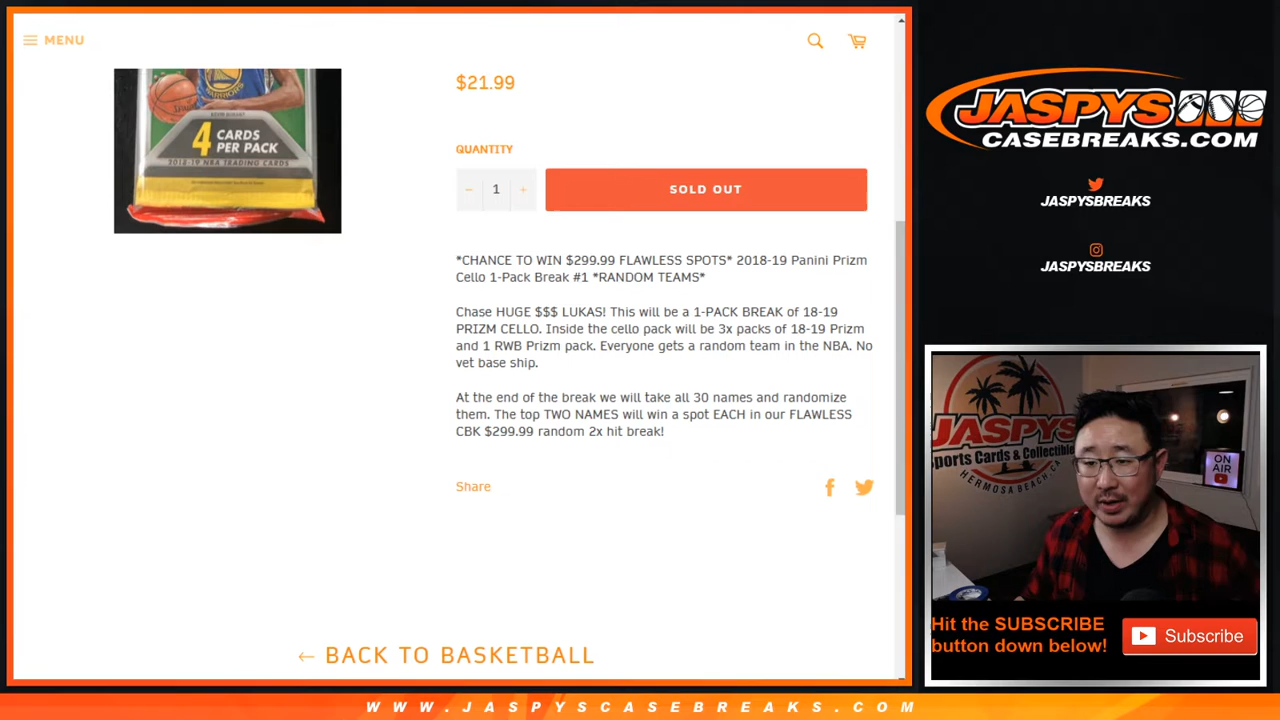 MENU
4 CARDS
PER PACK
2018-19 NBA TRADING CARDS
$21.99
QUANTITY
− 1 +
SOLD OUT
*CHANCE TO WIN $299.99 FLAWLESS SPOTS* 2018-19 Panini Prizm
Cello 1-Pack Break #1 *RANDOM TEAMS*
Chase HUGE $$$ LUKAS! This will be a 1-PACK BREAK of 18-19
PRIZM CELLO. Inside the cello pack will be 3x packs of 18-19 Prizm
and 1 RWB Prizm pack. Everyone gets a random team in the NBA. No
vet base ship.
At the end of the break we will take all 30 names and randomize
them. The top TWO NAMES will win a spot EACH in our FLAWLESS
CBK $299.99 random 2x hit break!
Share
← BACK TO BASKETBALL
JASPYS
CASEBREAKS.COM
JASPYSBREAKS
JASPYSBREAKS
JASPYS
Sports Cards & Collectible
HERMOSA BEACH, CA
ON
AIR
Hit the SUBSCRIBE
button down below!
Subscribe
WWW.JASPYSCASEBREAKS.COM